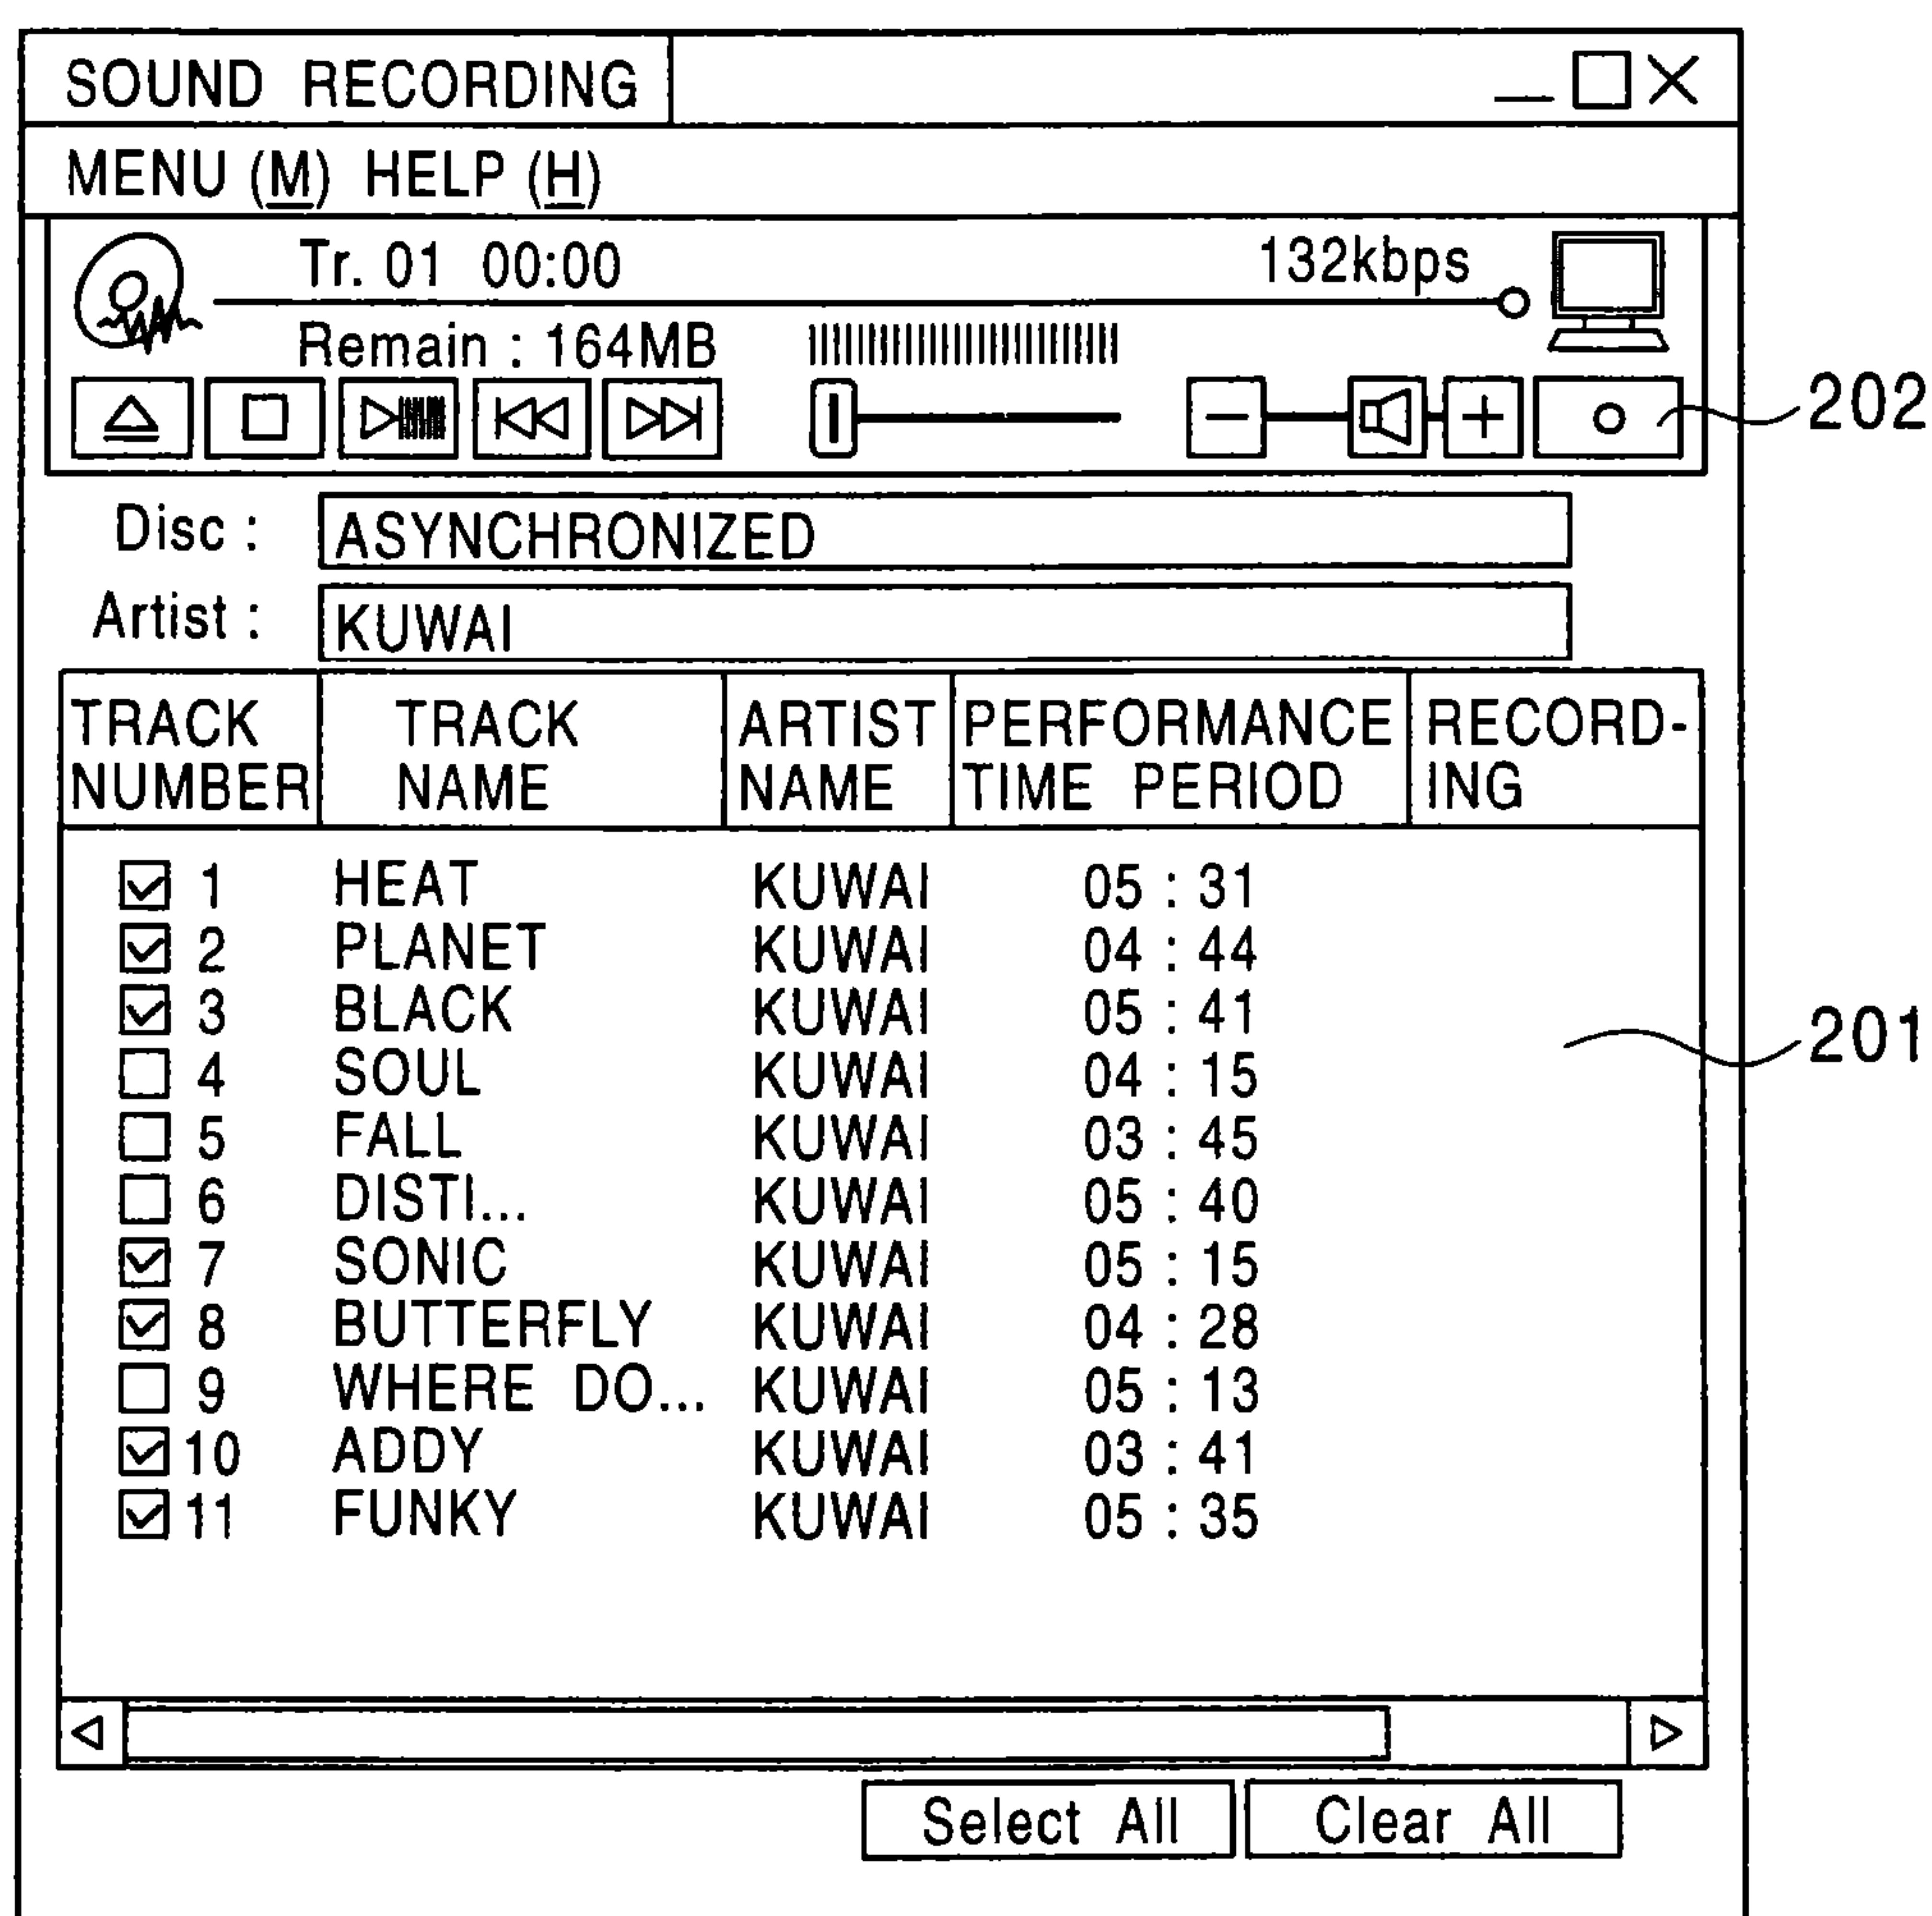 SOUND RECORDING
MENU (M) HELP (H)
Tr. 01 00:00 132kbps
Remain : 164MB
202
Disc : ASYNCHRONIZED
Artist : KUWAI
TRACK NUMBER TRACK NAME ARTIST NAME PERFORMANCE TIME PERIOD RECORD-ING
1 HEAT KUWAI 05 : 31
2 PLANET KUWAI 04 : 44
3 BLACK KUWAI 05 : 41
201
4 SOUL KUWAI 04 : 15
5 FALL KUWAI 03 : 45
6 DISTI... KUWAI 05 : 40
7 SONIC KUWAI 05 : 15
8 BUTTERFLY KUWAI 04 : 28
9 WHERE DO... KUWAI 05 : 13
10 ADDY KUWAI 03 : 41
11 FUNKY KUWAI 05 : 35
Select All Clear All